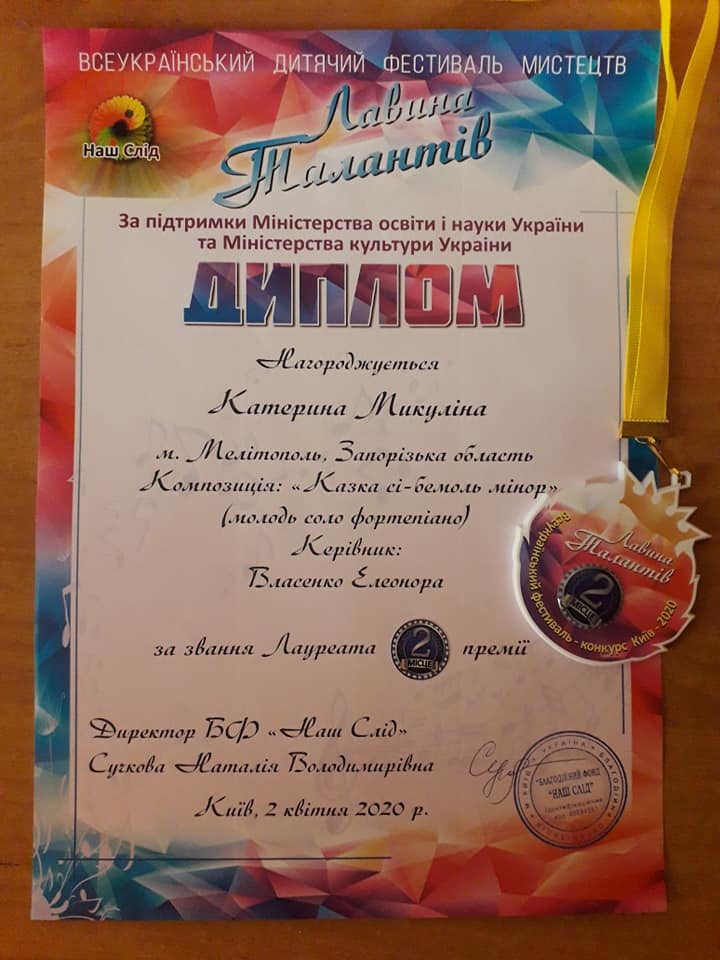 ВСЕУКРАЇНСЬКИЙ ДИТЯЧИЙ ФЕСТИВАЛЬ МИСТЕЦТВ
Лавина
Талантів
Наш Слід
За підтримки Міністерства освіти і науки України
та Міністерства культури України
ДИПЛОМ
Нагороджується
Катерина Микуліна
м. Мелітополь, Запорізька область
Композиція: «Казка сі-бемоль мінор»
(молодь соло фортепіано)
Керівник:
Власенко Елеонора
за звання Лауреата 2 МІСЦЕ премії
Директор БФ «Наш Слід»
Сучкова Наталія Володимирівна
Київ, 2 квітня 2020 р.
Лавина
Талантів
2
МІСЦЕ
Всеукраїнський фестиваль - конкурс Київ - 2020
УКРАЇНА
"БЛАГОДІЙНИЙ ФОНД
"НАШ СЛІД"